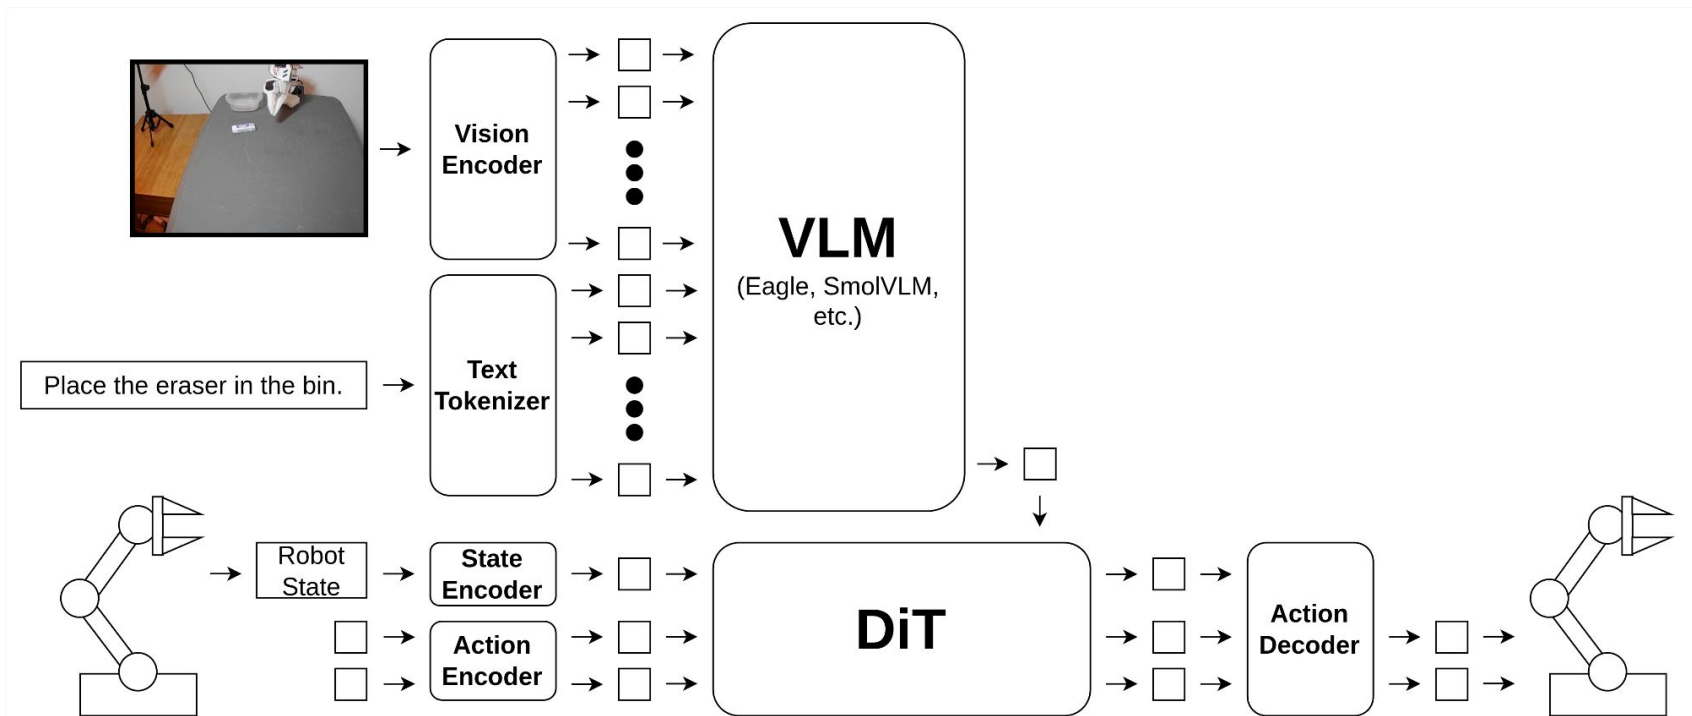 Vision
Encoder
VLM
(Eagle, SmolVLM,
etc.)
Place the eraser in the bin.
Text
Tokenizer
Robot
State
State
Encoder
Action
Encoder
DiT
Action
Decoder